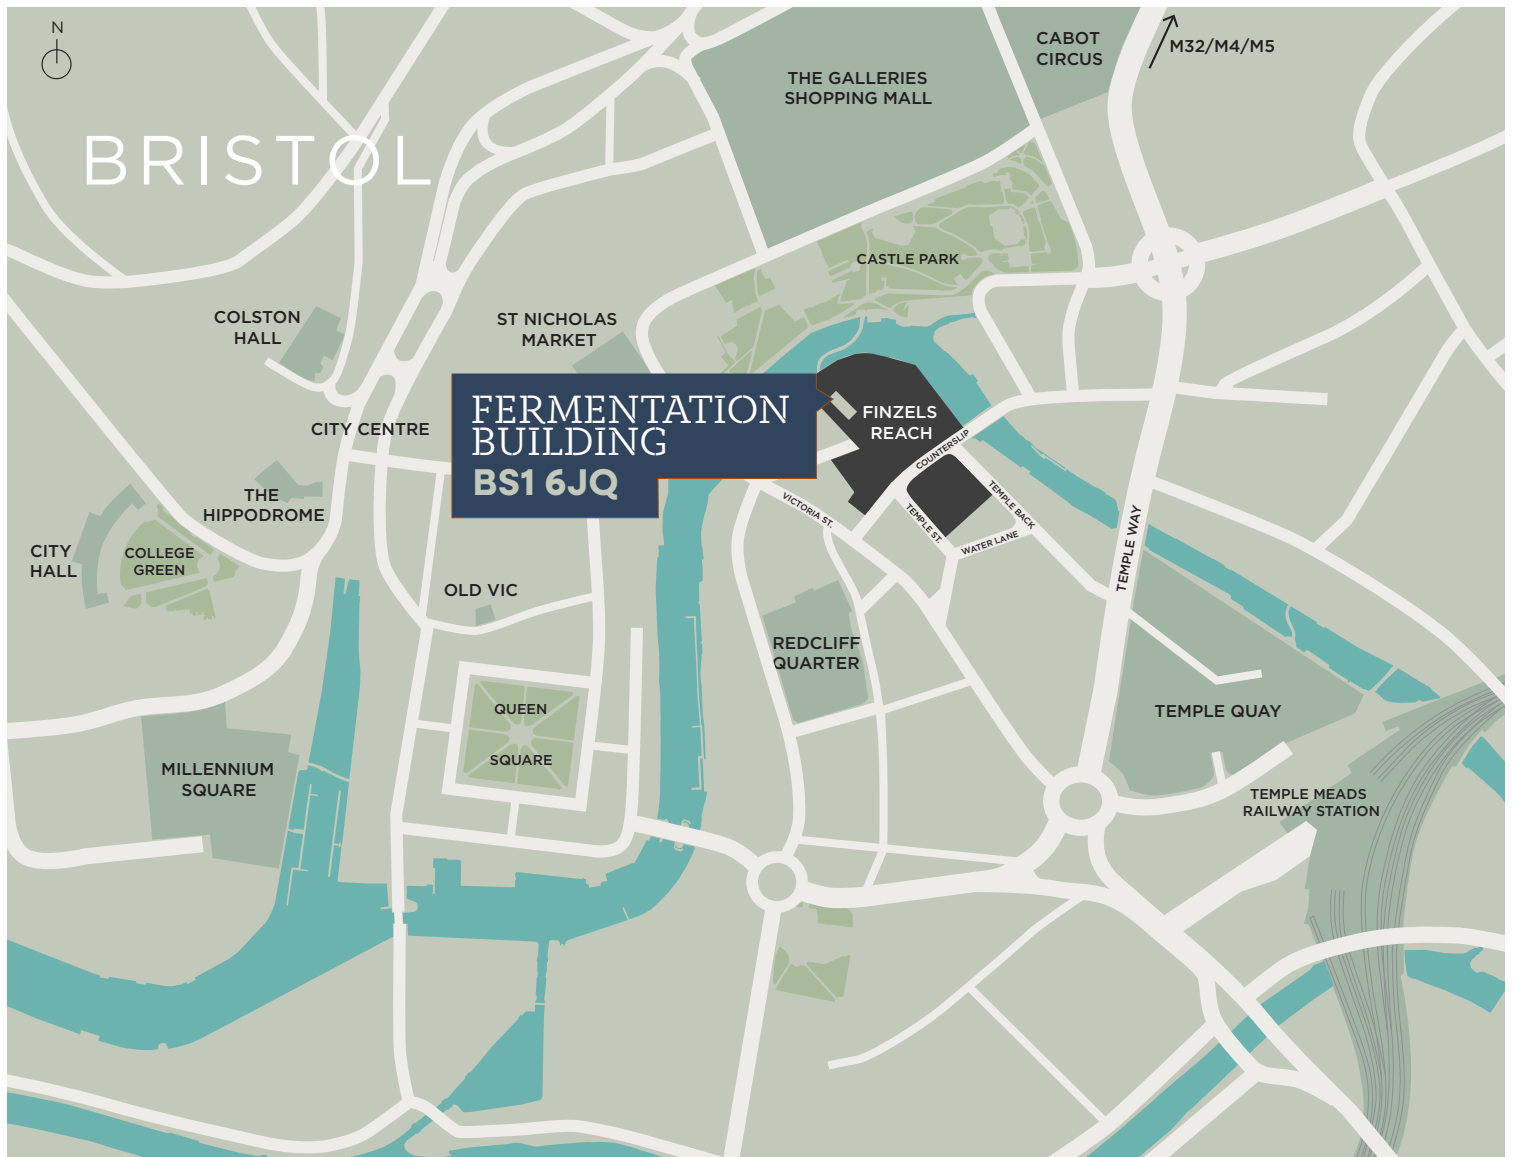 N
BRISTOL
CABOT
CIRCUS
M32/M4/M5
THE GALLERIES
SHOPPING MALL
CASTLE PARK
COLSTON
HALL
ST NICHOLAS
MARKET
CITY CENTRE
FERMENTATION
BUILDING
BS1 6JQ
FINZELS
REACH
COUNTERSLIP
THE
HIPPODROME
VICTORIA ST.
TEMPLE ST.
TEMPLE BACK
WATER LANE
TEMPLE WAY
CITY
HALL
COLLEGE
GREEN
OLD VIC
REDCLIFF
QUARTER
QUEEN
SQUARE
TEMPLE QUAY
MILLENNIUM
SQUARE
TEMPLE MEADS
RAILWAY STATION